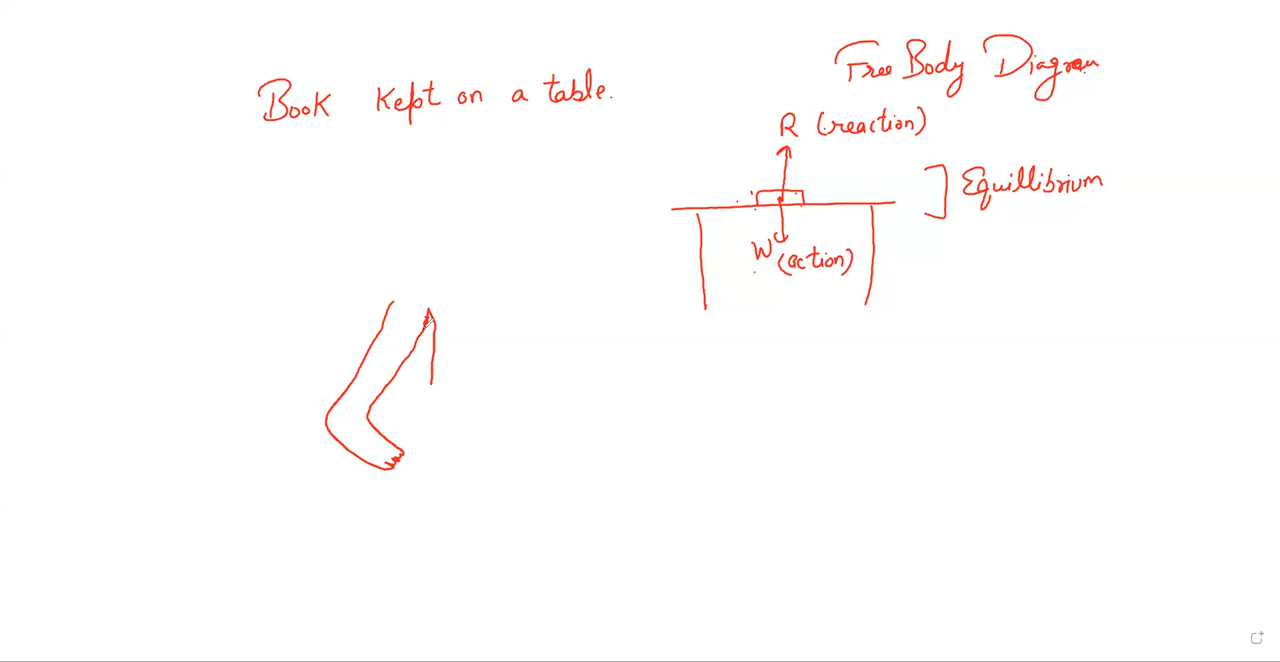 Free Body Diagram
Book Kept on a table.
R (reaction)
Equillibrium
W
(action)